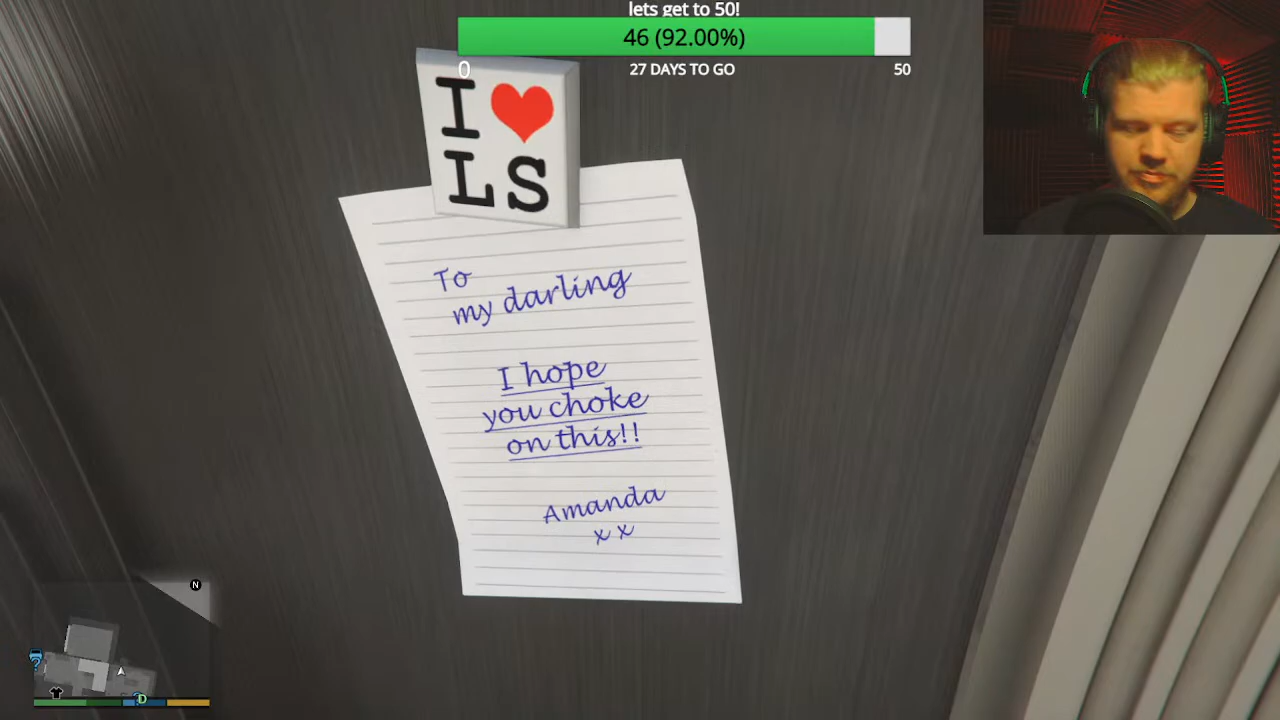 lets get to 50!
46 (92.00%)
0
27 DAYS TO GO
50
I ❤
LS
To
my darling
I hope
you choke
on this!!
Amanda
x x
N
?
D